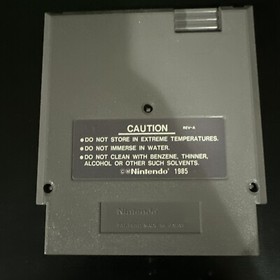 CAUTION REV-A
• DO NOT STORE IN EXTREME TEMPERATURES.
• DO NOT IMMERSE IN WATER.
• DO NOT CLEAN WITH BENZENE, THINNER,
ALCOHOL OR OTHER SUCH SOLVENTS.
©®Nintendo® 1985
Nintendo